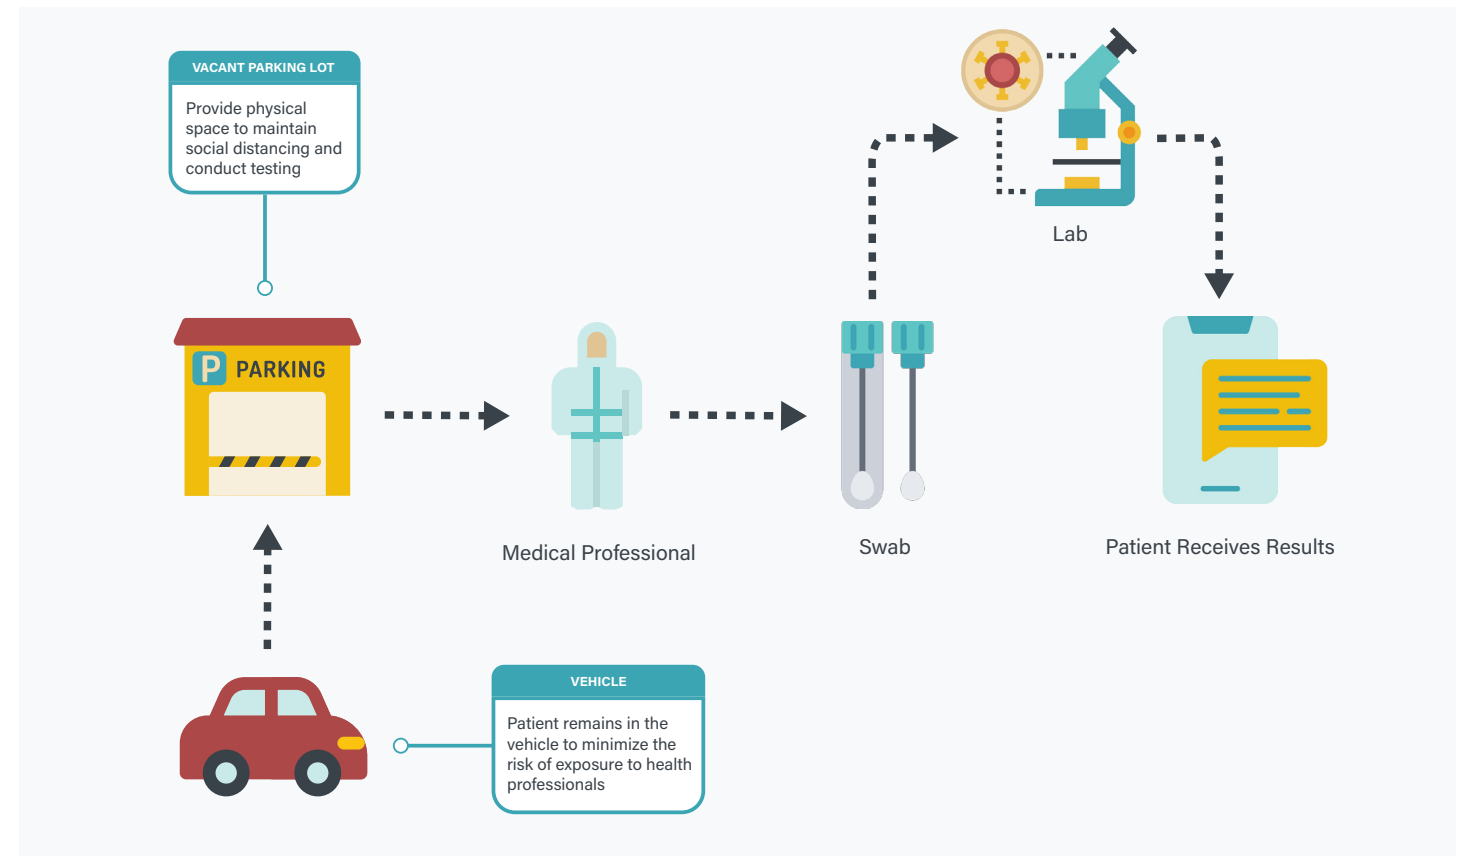 VACANT PARKING LOT
Provide physical
space to maintain
social distancing and
conduct testing
P PARKING
Medical Professional
Swab
Lab
Patient Receives Results
VEHICLE
Patient remains in the
vehicle to minimize the
risk of exposure to health
professionals